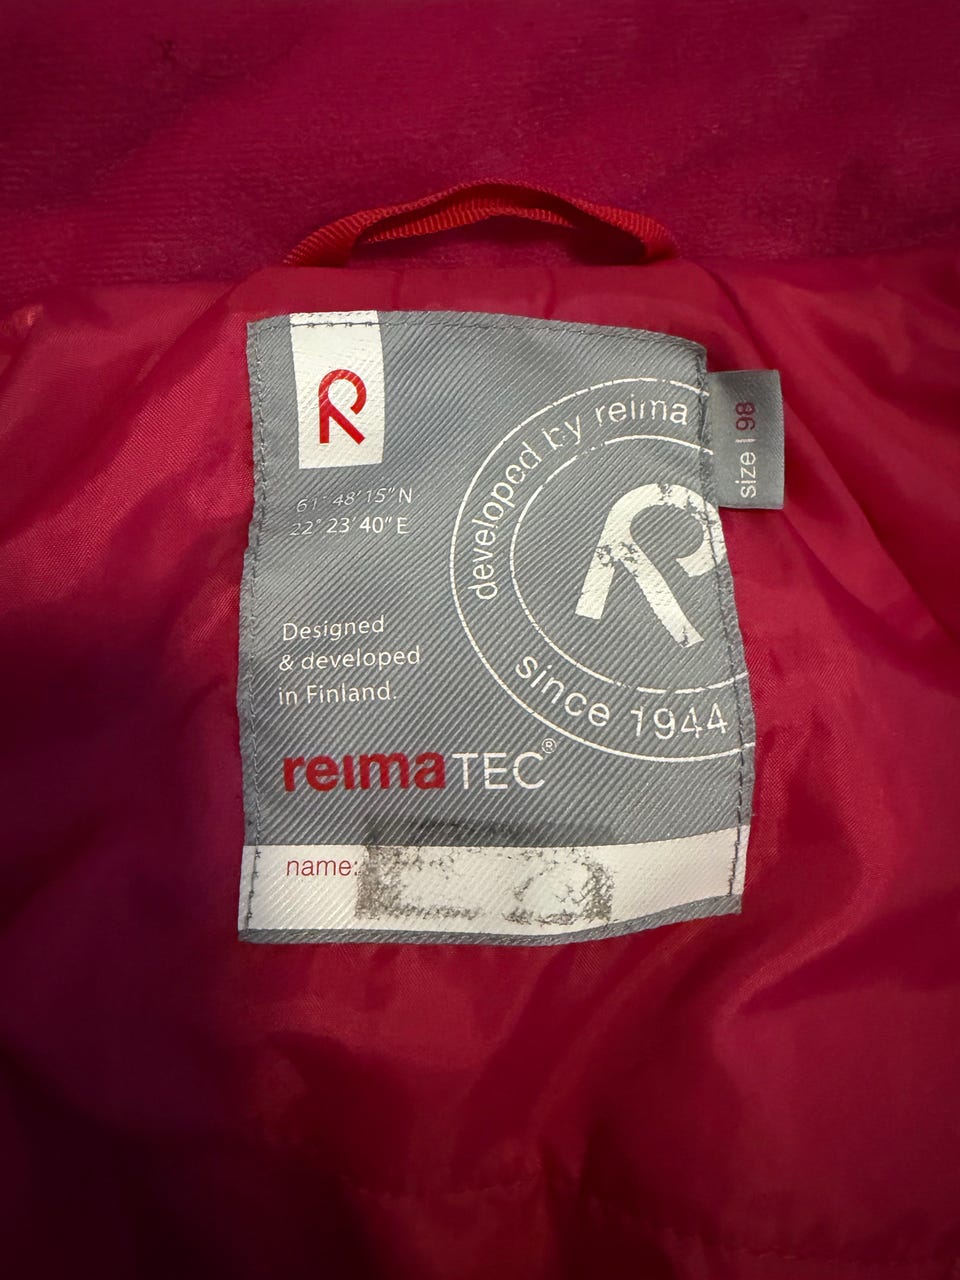 R
61° 48' 15" N
22° 23' 40" E
developed by reima
since 1944
R
size | 98
Designed
& developed
in Finland.
reimaTEC®
name: